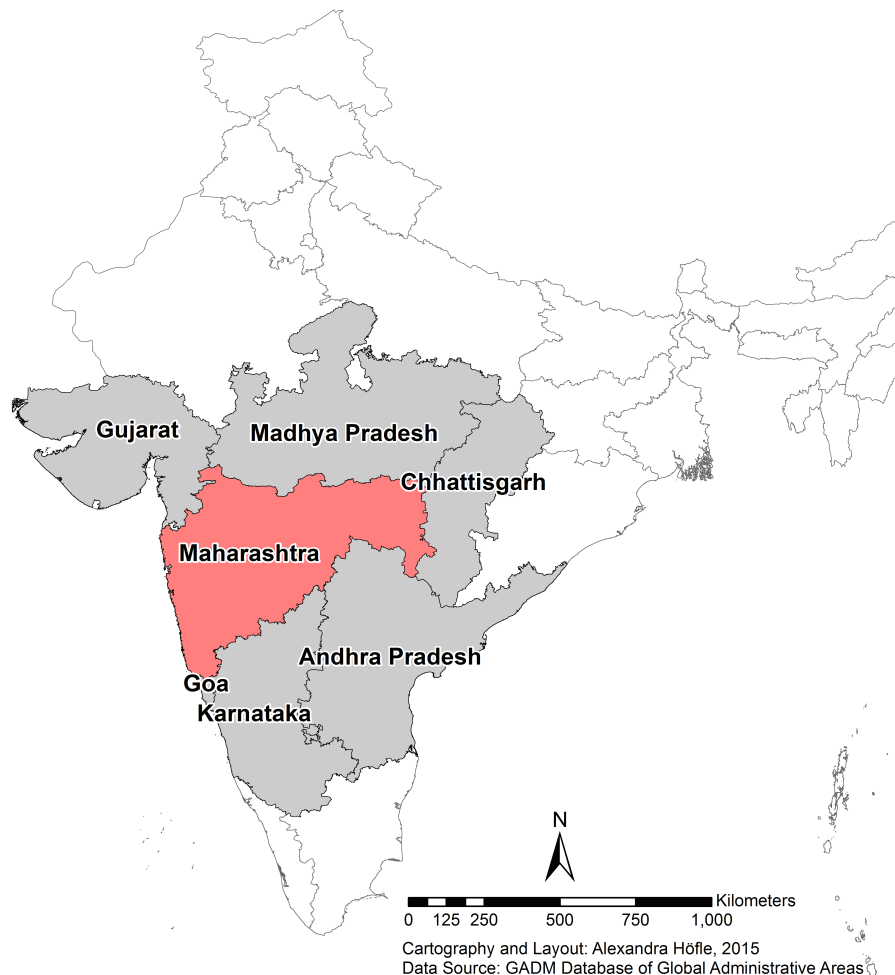 Gujarat
Madhya Pradesh
Chhattisgarh
Maharashtra
Andhra Pradesh
Goa
Karnataka
N
Kilometers
0 125 250 500 750 1,000
Cartography and Layout: Alexandra Höfle, 2015
Data Source: GADM Database of Global Administrative Areas